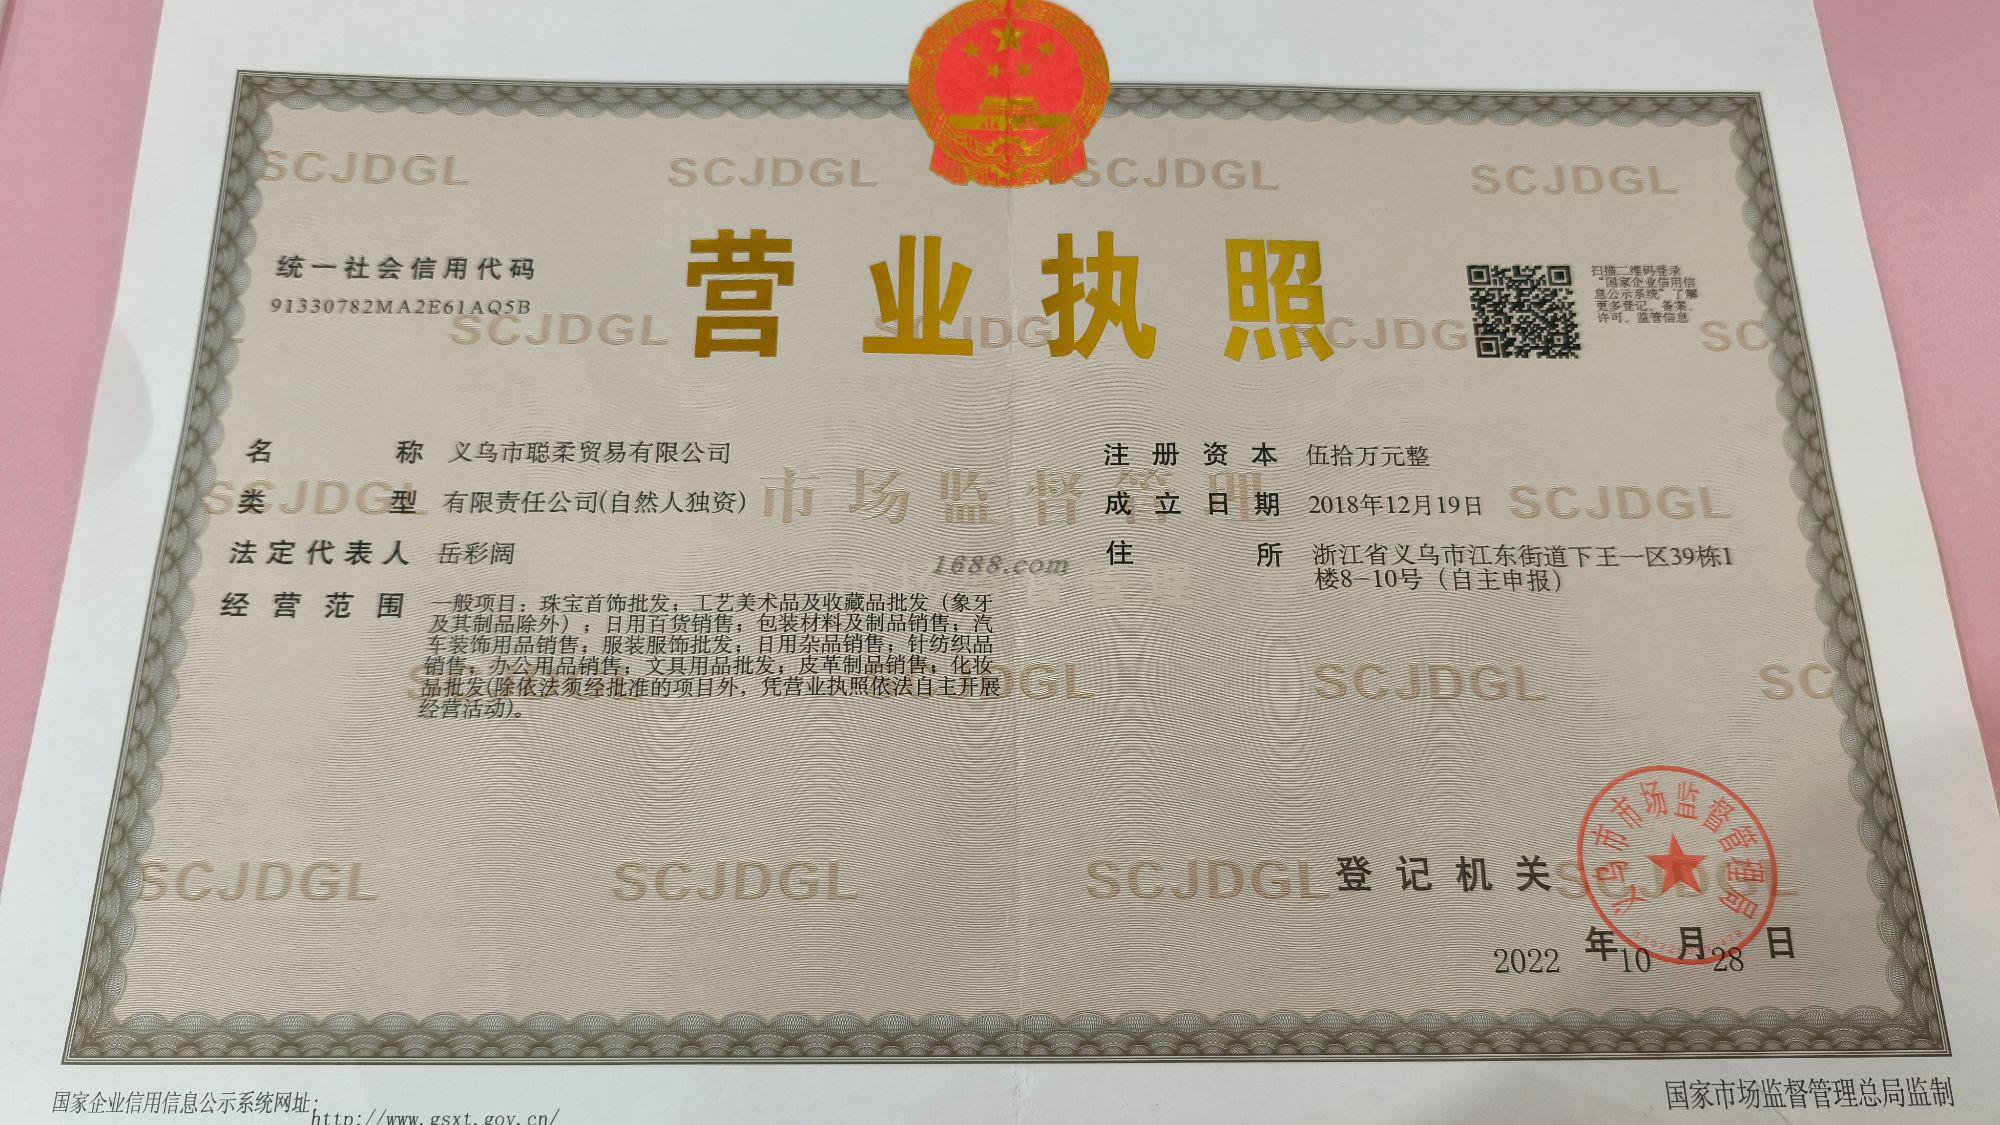 SCJDGL SCJDGL SCJDGL SCJDGL
营业执照
统一社会信用代码
91330782MA2E61AQ5B
扫描二维码登录
“国家企业信用信
息公示系统”了解
更多登记、备案、
许可、监管信息
SCJDGL SCJDG CJDG SC
名称 义乌市聪柔贸易有限公司
类型 有限责任公司(自然人独资)
法定代表人 岳彩阔
经营范围 一般项目：珠宝首饰批发；工艺美术品及收藏品批发（象牙
及其制品除外）；日用百货销售；包装材料及制品销售；汽
车装饰用品销售；服装服饰批发；日用杂品销售；针纺织品
销售；办公用品销售；文具用品批发；皮革制品销售；化妆
品批发(除依法须经批准的项目外，凭营业执照依法自主开展
经营活动)。
注册资本 伍拾万元整
成立日期 2018年12月19日
住所 浙江省义乌市江东街道下王一区39栋1
楼8-10号（自主申报）
SCJDGL 市场监督管理 SCJDGL
1688.com
SCJDGL SC
SCJDGL SCJDGL SCJDGL
登记机关
义乌市市场监督管理局
2022年10月28日
国家企业信用信息公示系统网址:
http://www.gsxt.gov.cn/
国家市场监督管理总局监制